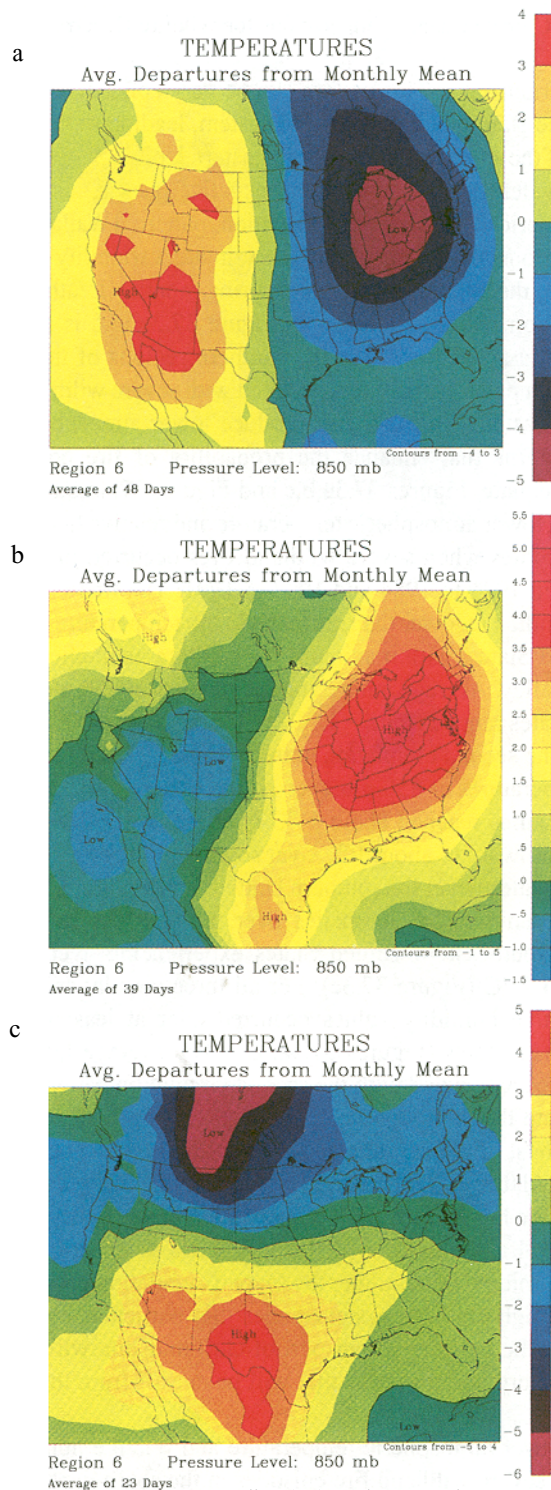 a
TEMPERATURES
Avg. Departures from Monthly Mean
4
3
2
1
0
-1
-2
-3
-4
-5
High
Low
Contours from -4 to 3
Region 6 Pressure Level: 850 mb
Average of 48 Days
b
TEMPERATURES
Avg. Departures from Monthly Mean
5.5
5.0
4.5
4.0
3.5
3.0
2.5
2.0
1.5
1.0
.5
.0
-.5
-1.0
-1.5
High
High
Low
Low
High
Contours from -1 to 5
Region 6 Pressure Level: 850 mb
Average of 39 Days
c
TEMPERATURES
Avg. Departures from Monthly Mean
5
4
3
2
1
0
-1
-2
-3
-4
-5
-6
Low
High
Low
Contours from -5 to 4
Region 6 Pressure Level: 850 mb
Average of 23 Days